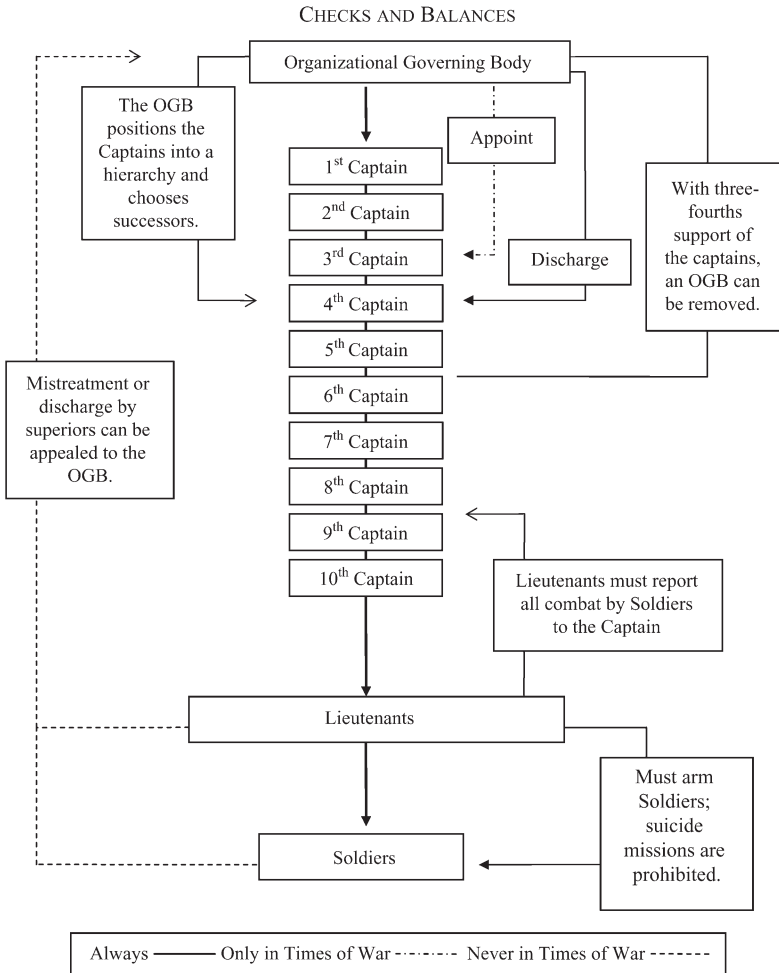 CHECKS AND BALANCES
Organizational Governing Body
The OGB
positions the
Captains into a
hierarchy and
chooses
successors.
Appoint
Discharge
With three-
fourths
support of
the captains,
an OGB can
be removed.
1st Captain
2nd Captain
3rd Captain
4th Captain
5th Captain
6th Captain
7th Captain
8th Captain
9th Captain
10th Captain
Mistreatment or
discharge by
superiors can be
appealed to the
OGB.
Lieutenants must report
all combat by Soldiers
to the Captain
Lieutenants
Must arm
Soldiers;
suicide
missions are
prohibited.
Soldiers
Always Only in Times of War Never in Times of War